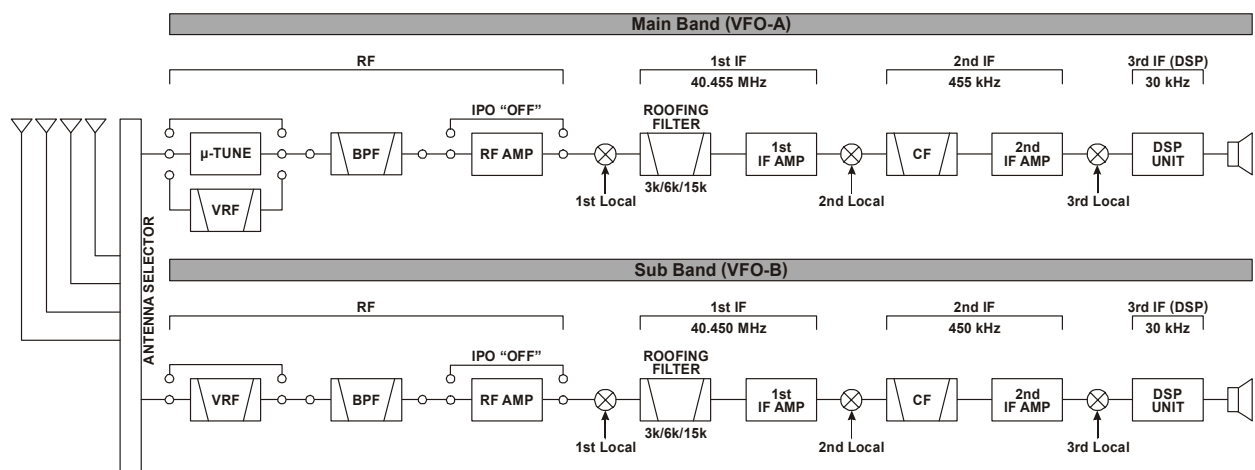 Main Band (VFO-A)
RF
1st IF
40.455 MHz
2nd IF
455 kHz
3rd IF (DSP)
30 kHz
IPO “OFF”
ROOFING
FILTER
µ-TUNE
BPF
RF AMP
1st
IF AMP
CF
2nd
IF AMP
DSP
UNIT
3k/6k/15k
VRF
1st Local
2nd Local
3rd Local
ANTENNA SELECTOR
Sub Band (VFO-B)
RF
1st IF
40.450 MHz
2nd IF
450 kHz
3rd IF (DSP)
30 kHz
IPO “OFF”
ROOFING
FILTER
VRF
BPF
RF AMP
1st
IF AMP
CF
2nd
IF AMP
DSP
UNIT
3k/6k/15k
1st Local
2nd Local
3rd Local